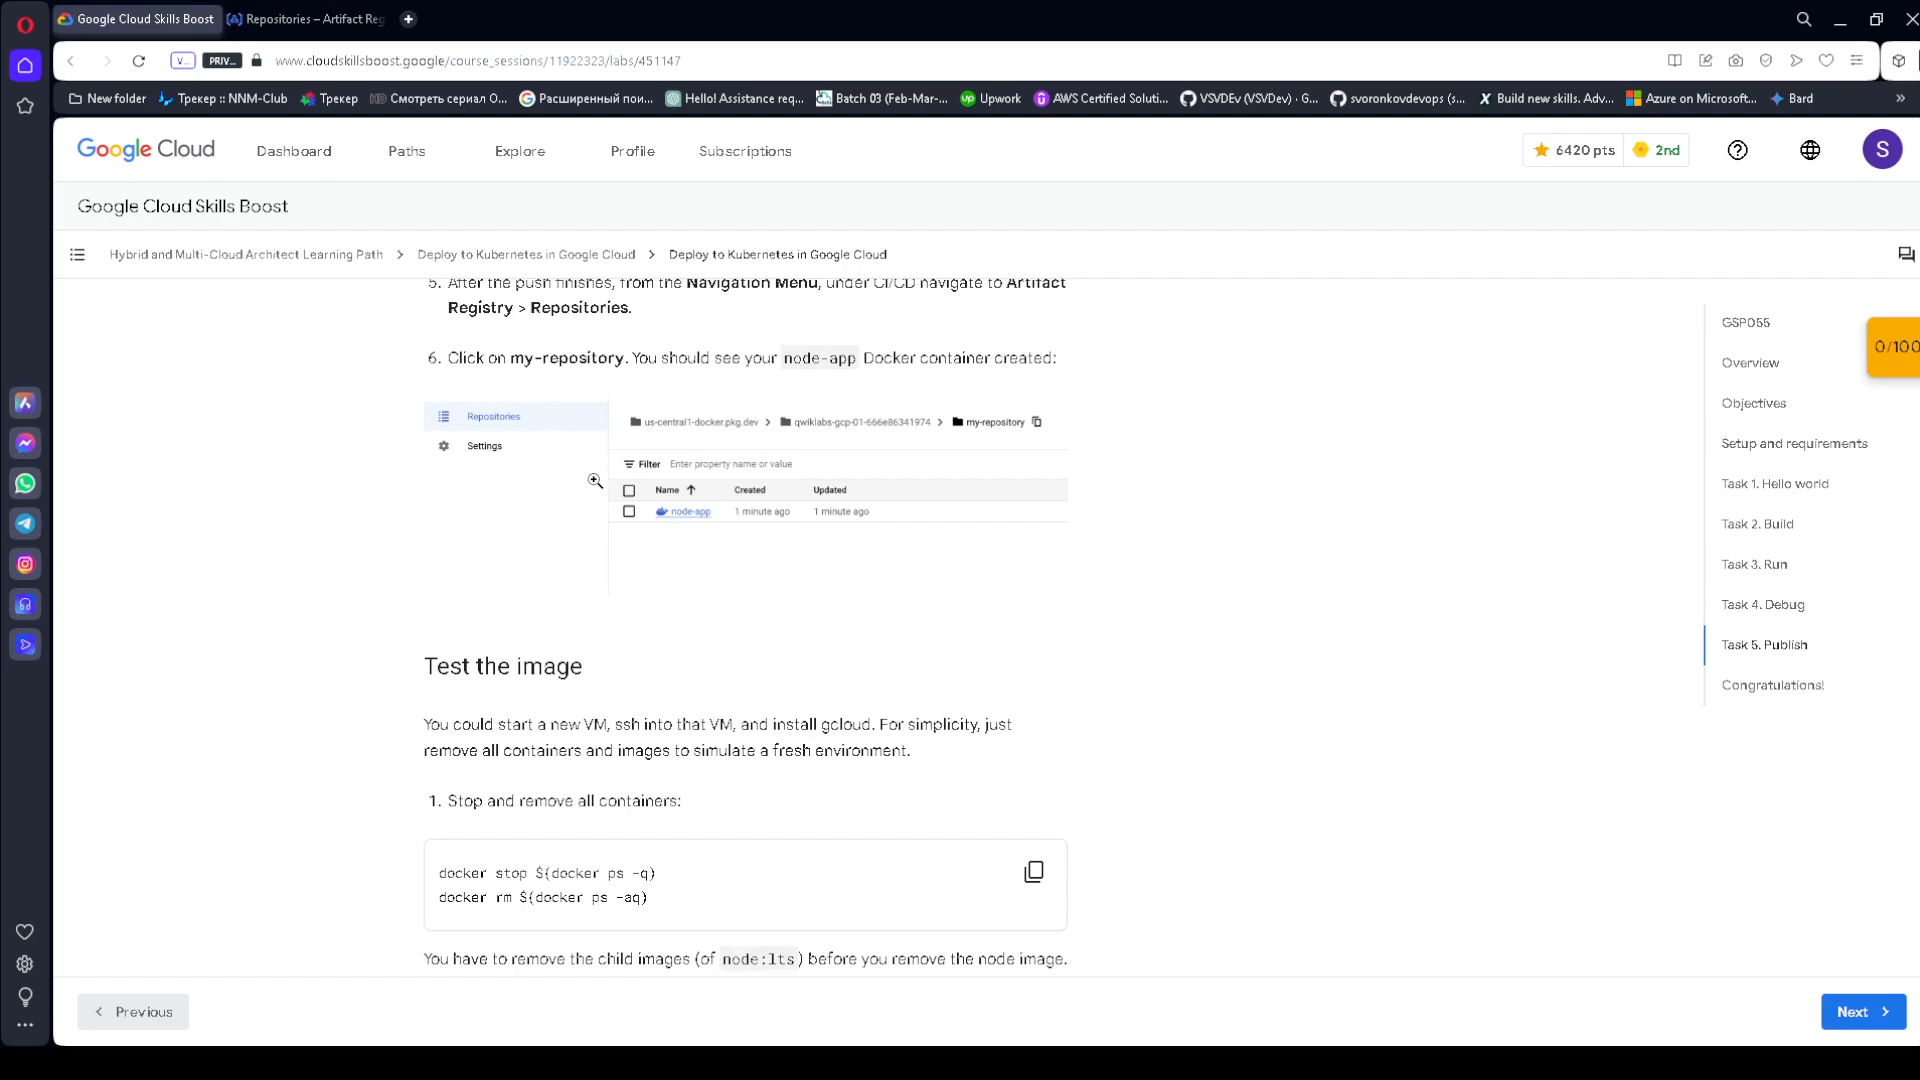 Google Cloud Skills Boost
Repositories – Artifact Reg
V...
PRIV...
www.cloudskillsboost.google/course_sessions/11922323/labs/451147
New folder
Трекер :: NNM-Club
Трекер
HD Смотреть сериал O...
Расширенный пои...
Hello! Assistance req...
Batch 03 (Feb-Mar-...
Upwork
AWS Certified Soluti...
VSVDEv (VSVDev) · G...
svoronkovdevops (s...
Build new skills. Adv...
Azure on Microsoft...
Bard
Google Cloud
Dashboard
Paths
Explore
Profile
Subscriptions
6420 pts
2nd
S
Google Cloud Skills Boost
Hybrid and Multi-Cloud Architect Learning Path > Deploy to Kubernetes in Google Cloud > Deploy to Kubernetes in Google Cloud
5. After the push finishes, from the Navigation Menu, under CI/CD navigate to Artifact
Registry > Repositories.
6. Click on my-repository. You should see your node-app Docker container created:
Repositories
Settings
us-central1-docker.pkg.dev > qwiklabs-gcp-01-666e86341974 > my-repository
Filter Enter property name or value
Name Created Updated
node-app 1 minute ago 1 minute ago
Test the image
You could start a new VM, ssh into that VM, and install gcloud. For simplicity, just
remove all containers and images to simulate a fresh environment.
1. Stop and remove all containers:
docker stop $(docker ps -q)
docker rm $(docker ps -aq)
You have to remove the child images (of node:lts) before you remove the node image.
GSP055
Overview
Objectives
Setup and requirements
Task 1. Hello world
Task 2. Build
Task 3. Run
Task 4. Debug
Task 5. Publish
Congratulations!
0/100
Previous
Next